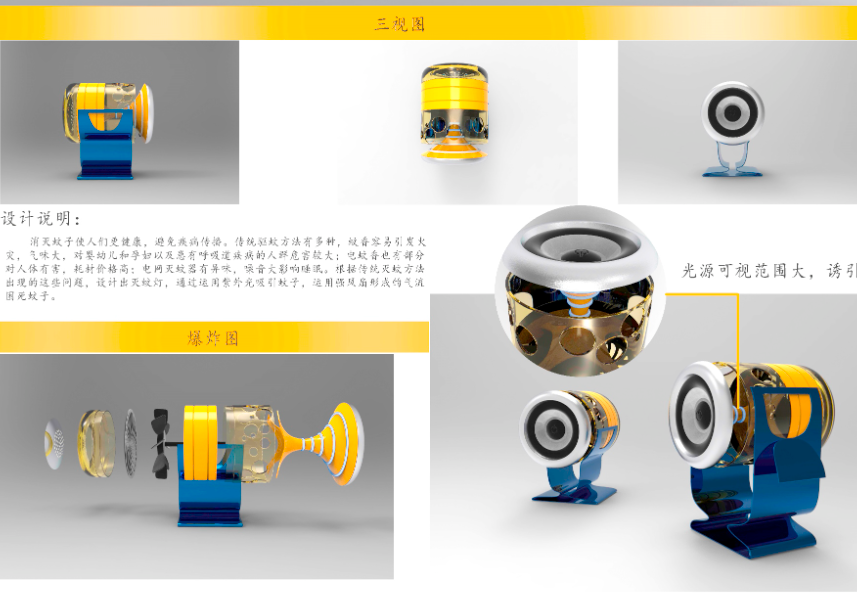 三视图
设计说明：
消灭蚊子使人们更健康，避免疾病传播。传统驱蚊方法有多种，蚊香容易引发火
灾，气味大，对婴幼儿和孕妇以及患有呼吸道疾病的人群危害较大；电蚊香也有部分
对人体有害，耗材价格高；电网灭蚊器有异味，噪音大影响睡眠。根据传统灭蚊方法
出现的这些问题，设计出灭蚊灯，通过运用紫外光吸引蚊子，运用强风扇形成的气流
困死蚊子。
光源可视范围大，诱引
爆炸图